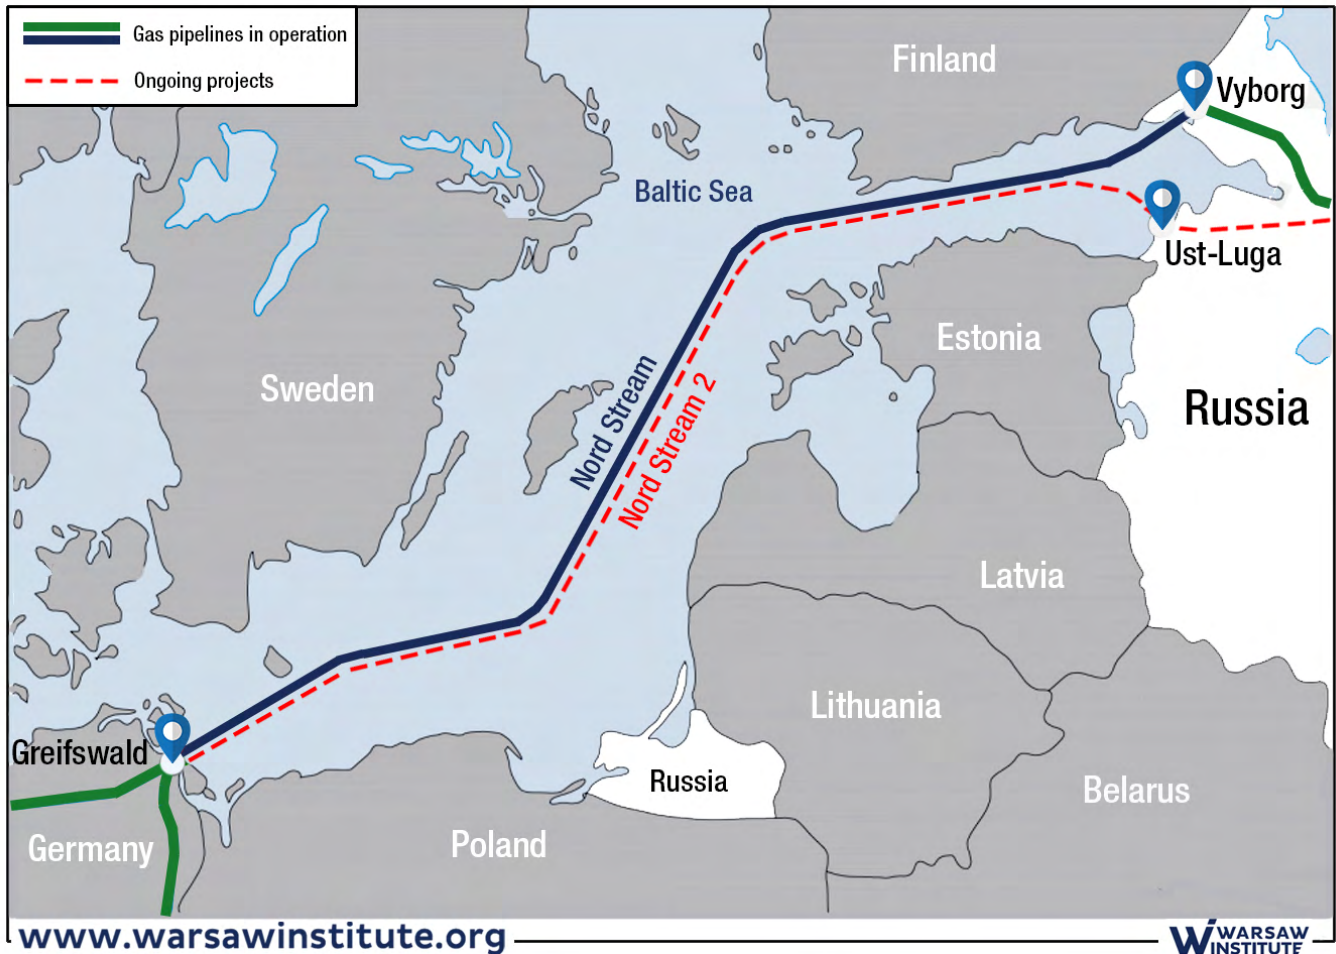 Gas pipelines in operation
Ongoing projects
Finland
Vyborg
Baltic Sea
Ust-Luga
Estonia
Sweden
Russia
Nord Stream
Nord Stream 2
Latvia
Lithuania
Greifswald
Russia
Belarus
Germany
Poland
www.warsawinstitute.org
WARSAW
INSTITUTE